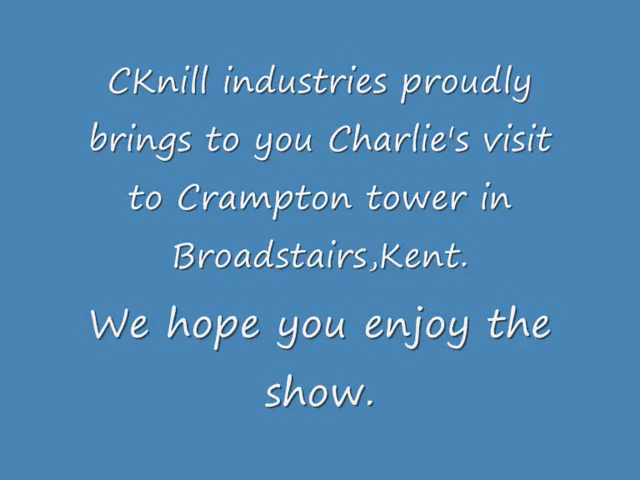 CKnill industries proudly
brings to you Charlie's visit
to Crampton tower in
Broadstairs,Kent.
We hope you enjoy the
show.